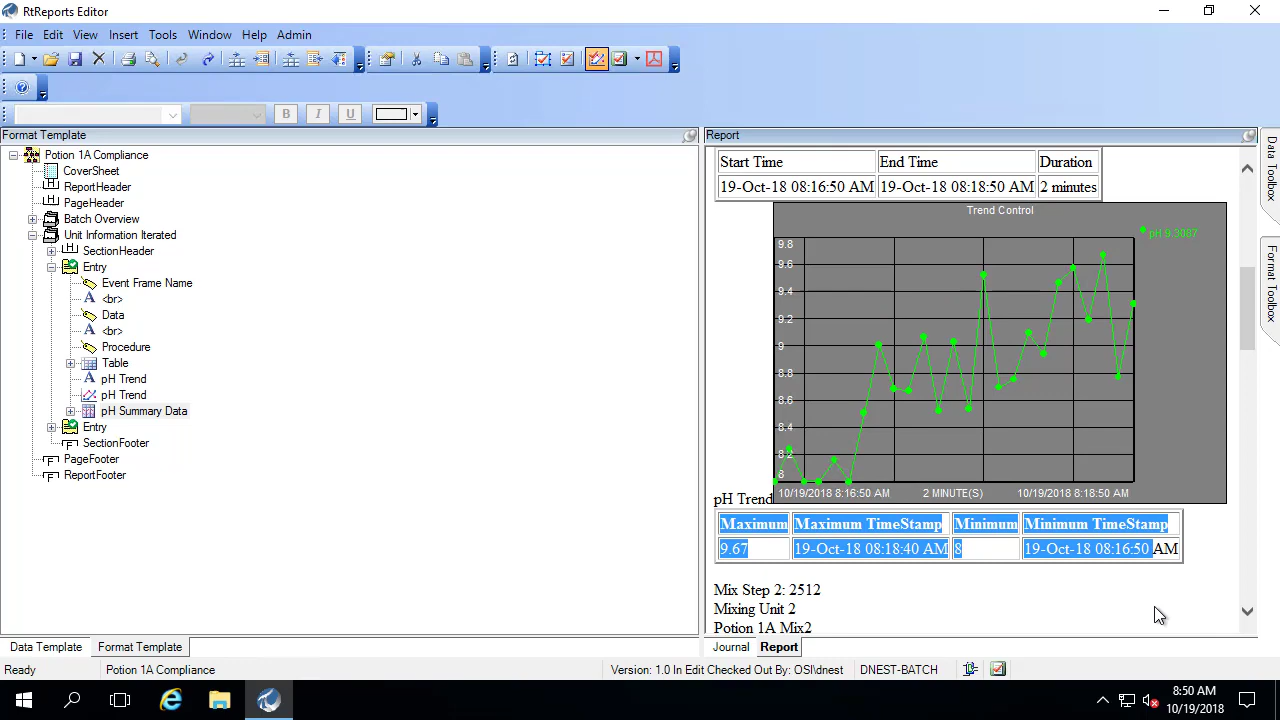 RtReports Editor
File Edit View Insert Tools Window Help Admin
B I U
Format Template
Potion 1A Compliance
CoverSheet
ReportHeader
PageHeader
Batch Overview
Unit Information Iterated
SectionHeader
Entry
Event Frame Name
<br>
Data
<br>
Procedure
Table
pH Trend
pH Trend
pH Summary Data
Entry
SectionFooter
PageFooter
ReportFooter
Data Template Format Template
Report
Start Time End Time Duration
19-Oct-18 08:16:50 AM 19-Oct-18 08:18:50 AM 2 minutes
Trend Control
pH 9.3087
9.8
9.6
9.4
9.2
9
8.8
8.6
8.4
8.2
8
10/19/2018 8:16:50 AM 2 MINUTE(S) 10/19/2018 8:18:50 AM
pH Trend
Maximum Maximum TimeStamp Minimum Minimum TimeStamp
9.67 19-Oct-18 08:18:40 AM 8 19-Oct-18 08:16:50 AM
Mix Step 2: 2512
Mixing Unit 2
Potion 1A Mix2
Journal Report
Data Toolbox
Format Toolbox
Ready Potion 1A Compliance Version: 1.0 In Edit Checked Out By: OSI\dnest DNEST-BATCH
8:50 AM
10/19/2018